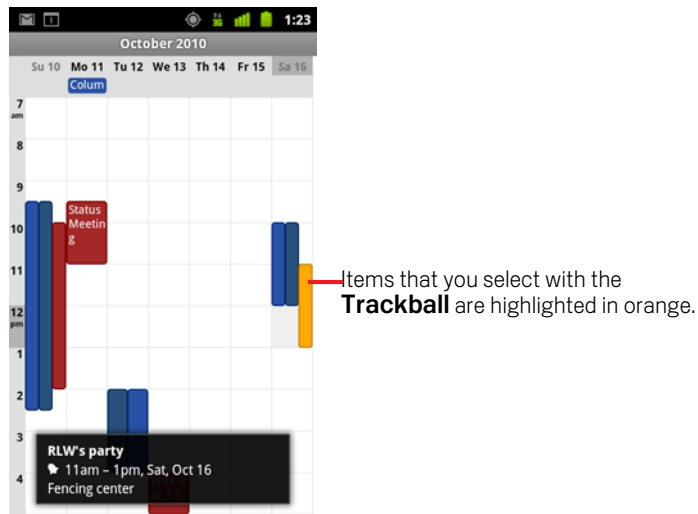 1
3G
1:23
October 2010
Su 10 Mo 11 Tu 12 We 13 Th 14 Fr 15 Sa 16
Colum
7
am
8
9
Status
Meetin
g
10
11
Items that you select with the
Trackball are highlighted in orange.
12
pm
1
2
3
RLW's party
11am – 1pm, Sat, Oct 16
4
Fencing center